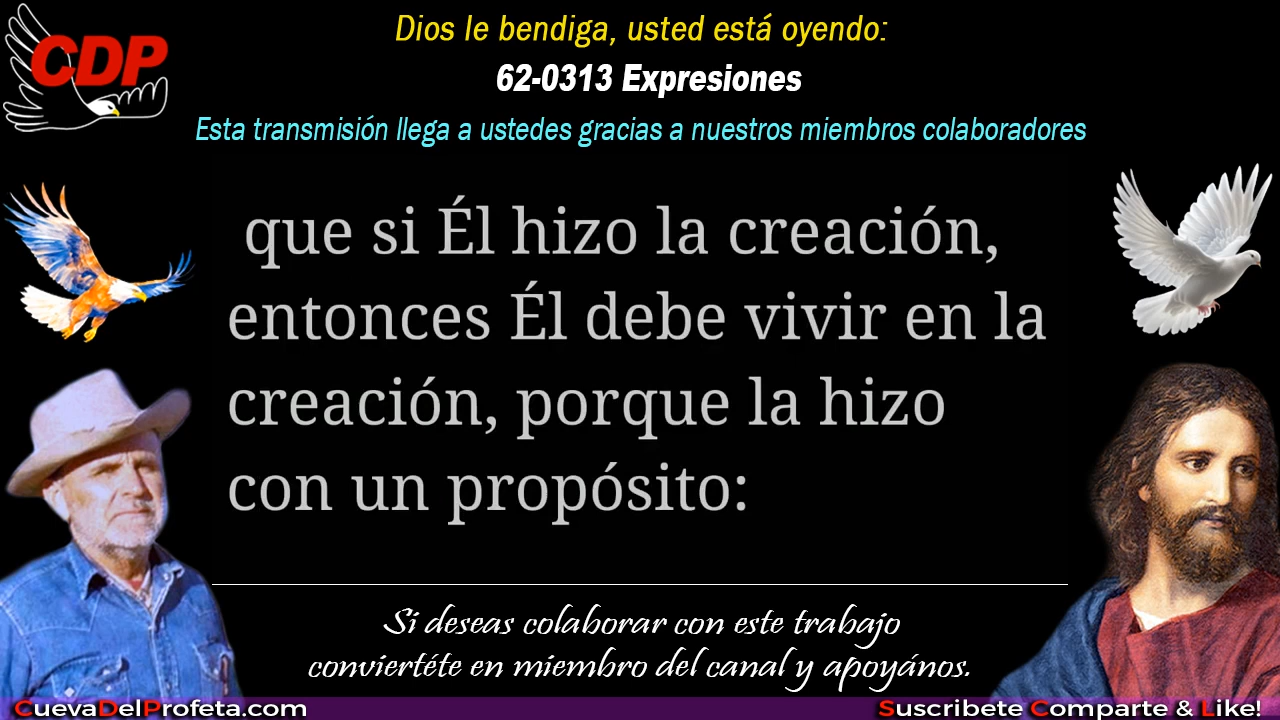 CDP
Dios le bendiga, usted está oyendo:
62-0313 Expresiones
Esta transmisión llega a ustedes gracias a nuestros miembros colaboradores
que si Él hizo la creación,
entonces Él debe vivir en la
creación, porque la hizo
con un propósito:
Si deseas colaborar con este trabajo
conviertéte en miembro del canal y apoyános.
CuevaDelProfeta.com
Suscribete Comparte & Like!